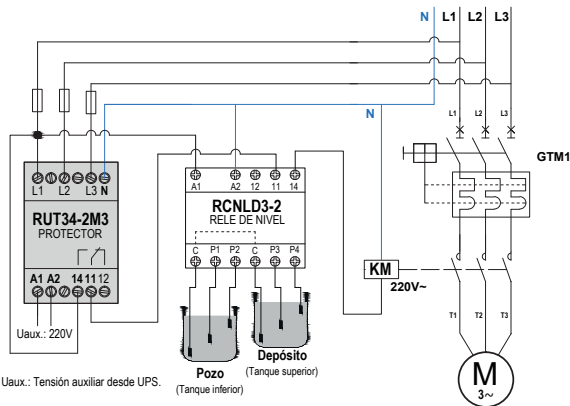 N L1 L2 L3
N
L1 L2 L3
GTM1
L1 L2 L3 N
RUT34-2M3
PROTECTOR
A1 A2 14 11 12
Uaux.: 220V
A1 A2 12 11 14
RCNLD3-2
RELE DE NIVEL
C P1 P2 C P3 P4
KM
220V~
Pozo
(Tanque inferior)
Depósito
(Tanque superior)
T1 T2 T3
M
3~
Uaux.: Tensión auxiliar desde UPS.